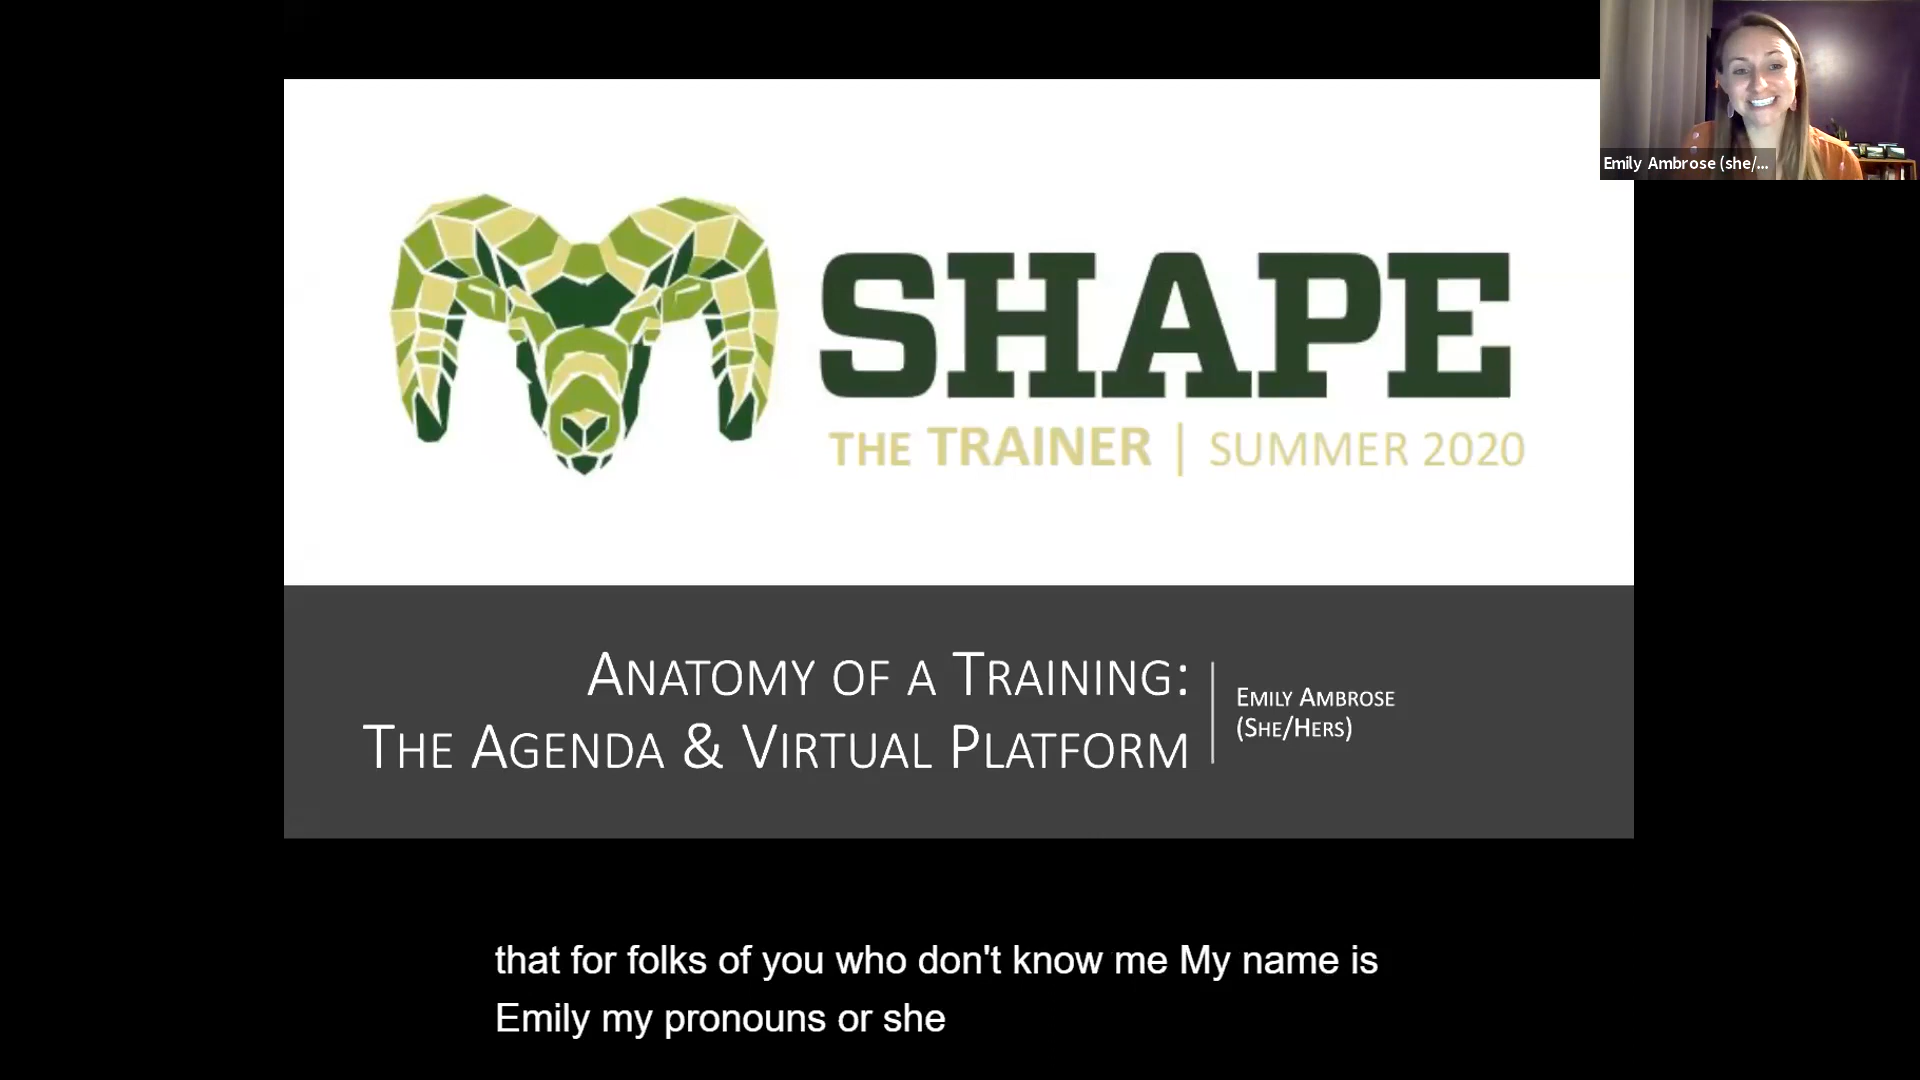 Emily Ambrose (she/...
SHAPE
THE TRAINER | SUMMER 2020
ANATOMY OF A TRAINING:
THE AGENDA & VIRTUAL PLATFORM
EMILY AMBROSE
(SHE/HERS)
that for folks of you who don't know me My name is
Emily my pronouns or she